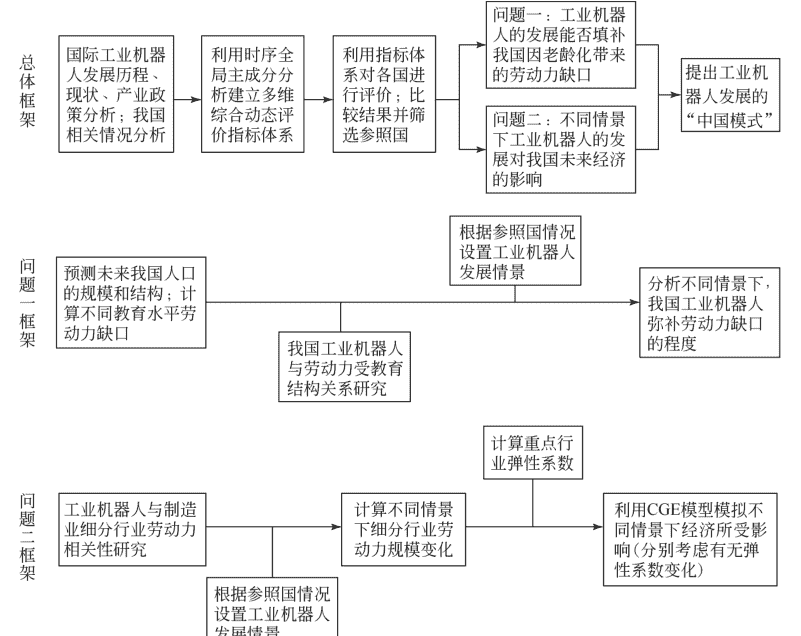 总体框架
国际工业机器
人发展历程、
现状、产业政
策分析；我国
相关情况分析
利用时序全
局主成分分
析建立多维
综合动态评
价指标体系
利用指标体
系对各国进
行评价；比
较结果并筛
选参照国
问题一：工业机器
人的发展能否填补
我国因老龄化带来
的劳动力缺口
问题二：不同情景
下工业机器人的发
展对我国未来经济
的影响
提出工业机
器人发展的
“中国模式”
问题一框架
预测未来我国人口
的规模和结构；计
算不同教育水平劳
动力缺口
我国工业机器人
与劳动力受教育
结构关系研究
根据参照国情况
设置工业机器人
发展情景
分析不同情景下，
我国工业机器人
弥补劳动力缺口
的程度
问题二框架
工业机器人与制造
业细分行业劳动力
相关性研究
根据参照国情况
设置工业机器人
发展情景
计算不同情景
下细分行业劳
动力规模变化
计算重点行
业弹性系数
利用CGE模型模拟不
同情景下经济所受影
响(分别考虑有无弹
性系数变化)